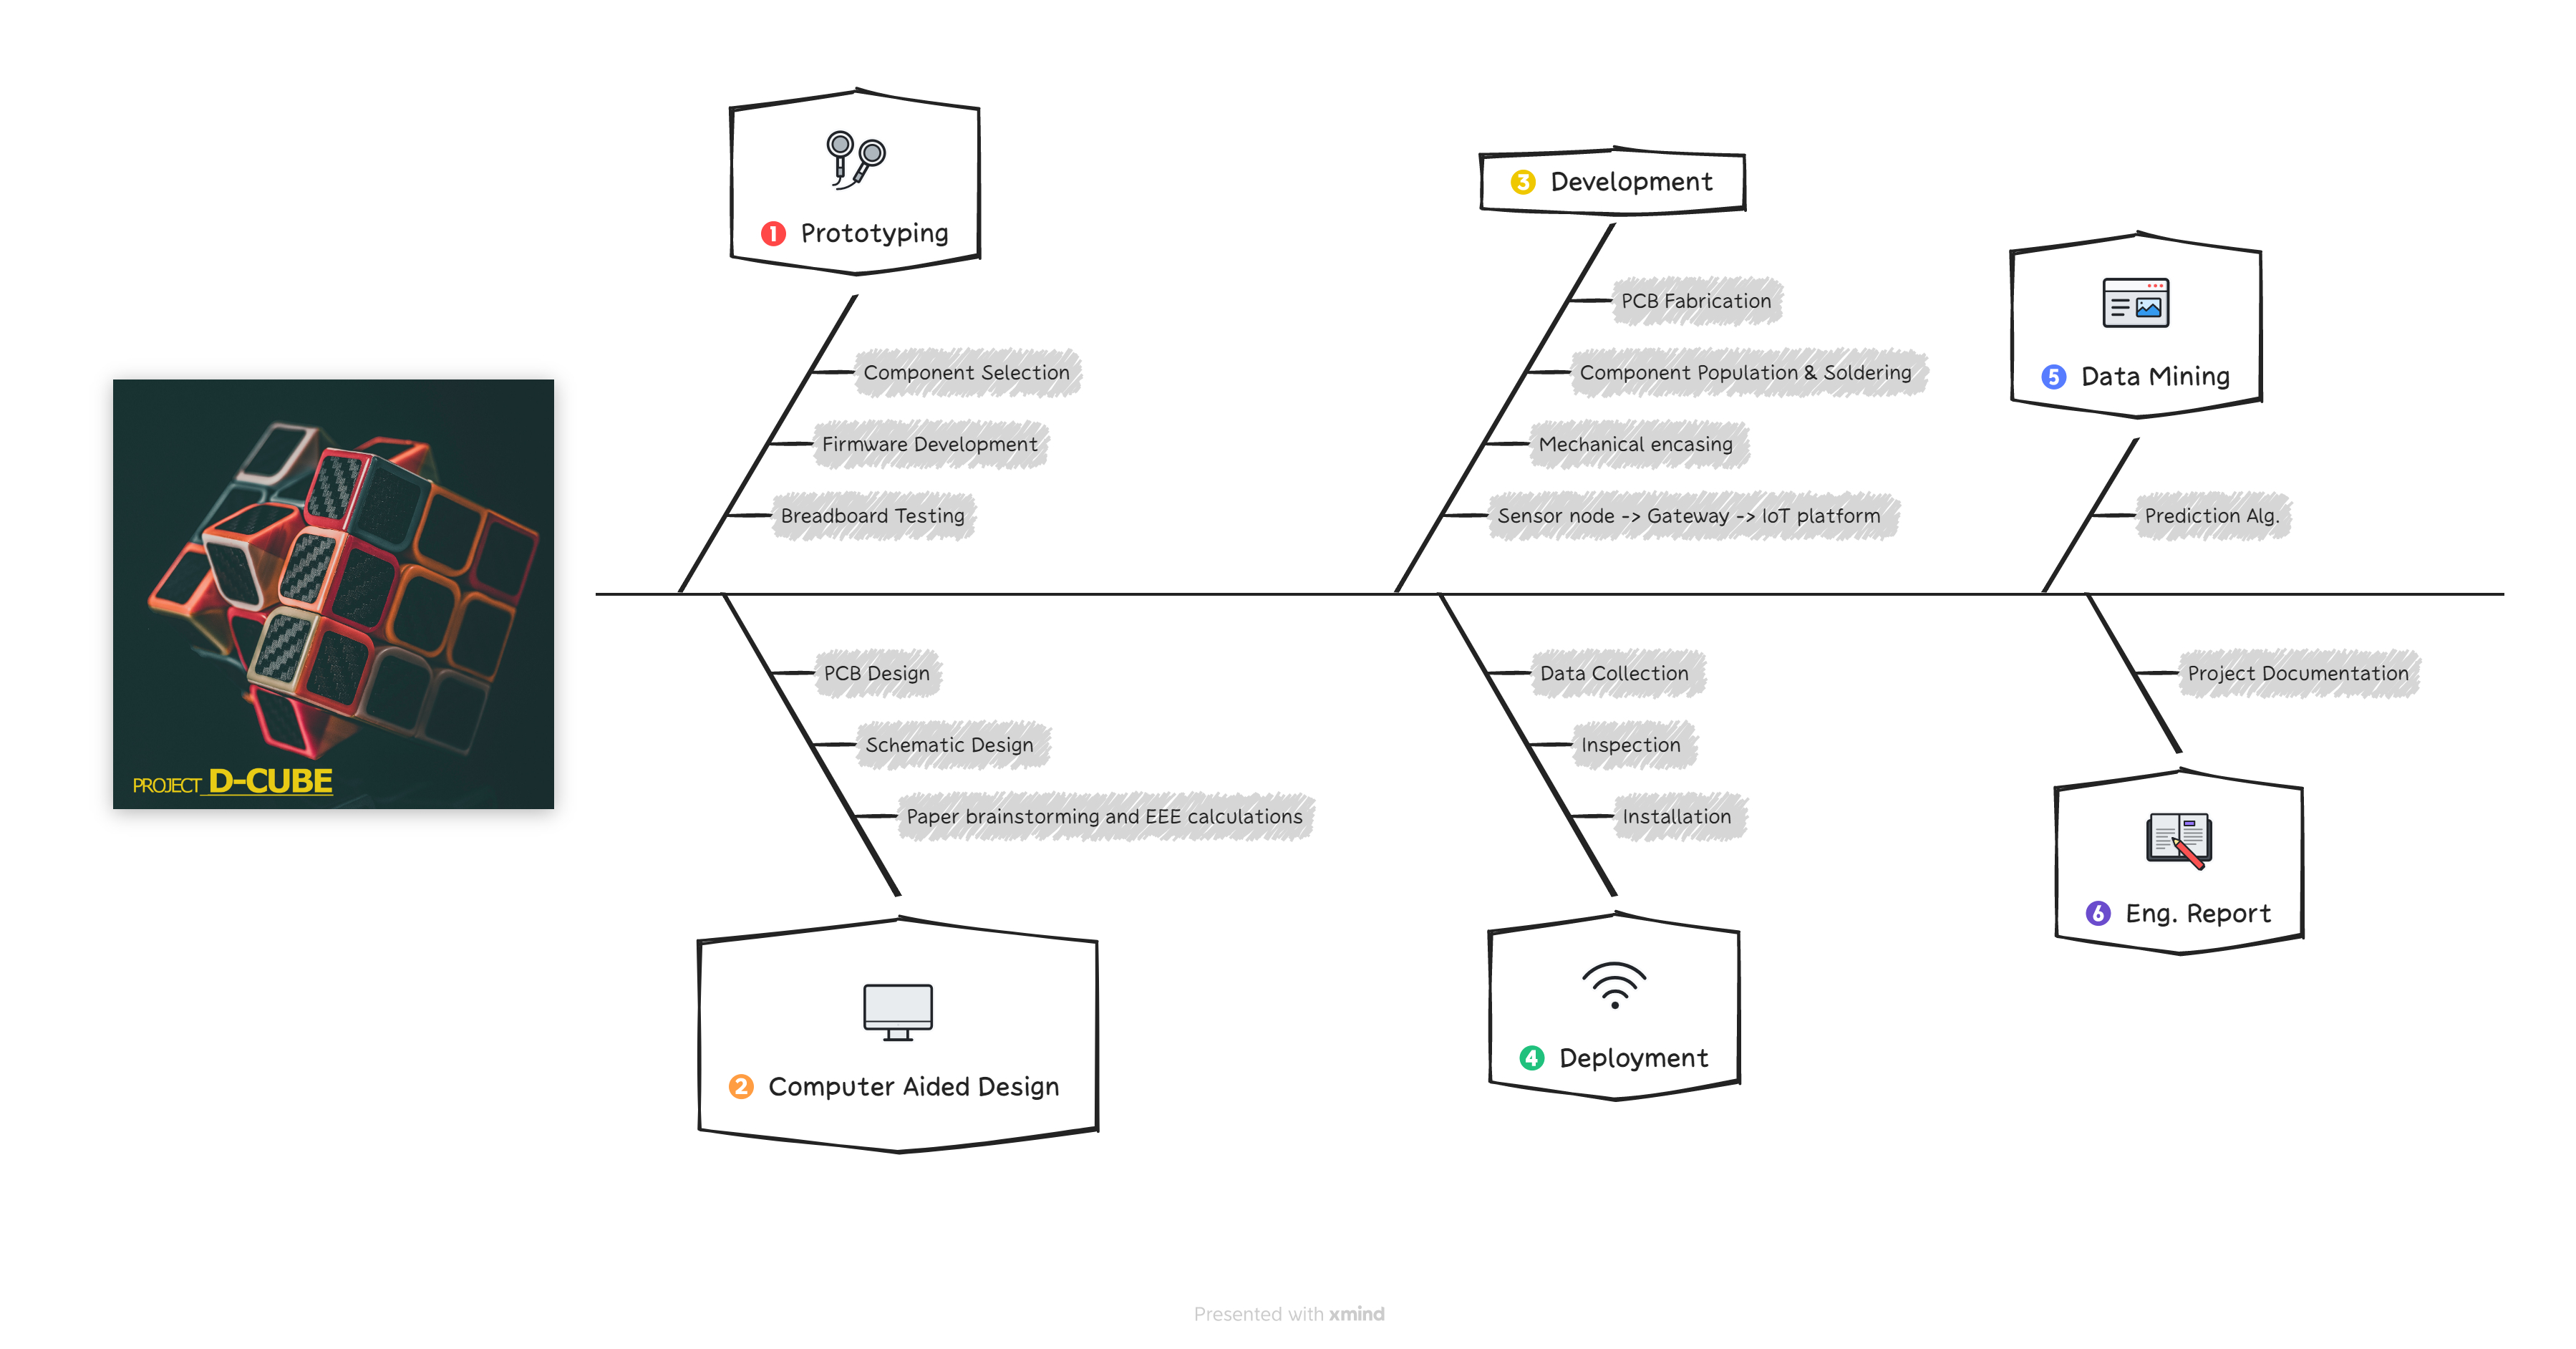 1 Prototyping
Component Selection
Firmware Development
Breadboard Testing
3 Development
PCB Fabrication
Component Population & Soldering
Mechanical encasing
Sensor node -> Gateway -> IoT platform
5 Data Mining
Prediction Alg.
PROJECT D-CUBE
PCB Design
Schematic Design
Paper brainstorming and EEE calculations
2 Computer Aided Design
Data Collection
Inspection
Installation
4 Deployment
Project Documentation
6 Eng. Report
Presented with xmind